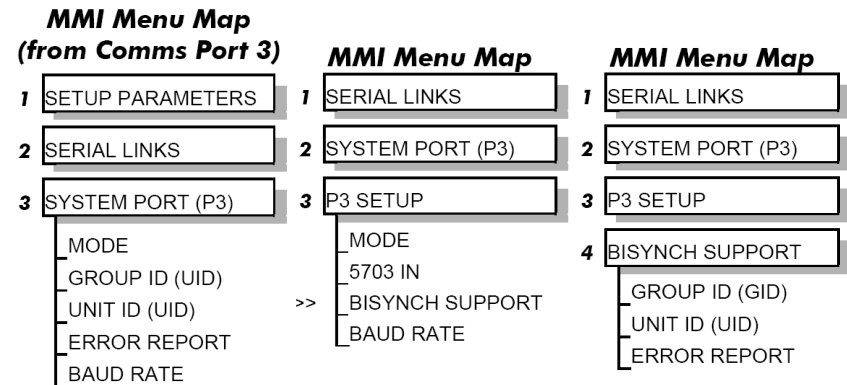 MMI Menu Map
(from Comms Port 3)
1 SETUP PARAMETERS
2 SERIAL LINKS
3 SYSTEM PORT (P3)
MODE
GROUP ID (UID)
UNIT ID (UID)
ERROR REPORT
BAUD RATE
MMI Menu Map
1 SERIAL LINKS
2 SYSTEM PORT (P3)
3 P3 SETUP
MODE
5703 IN
>> BISYNCH SUPPORT
BAUD RATE
MMI Menu Map
1 SERIAL LINKS
2 SYSTEM PORT (P3)
3 P3 SETUP
4 BISYNCH SUPPORT
GROUP ID (GID)
UNIT ID (UID)
ERROR REPORT